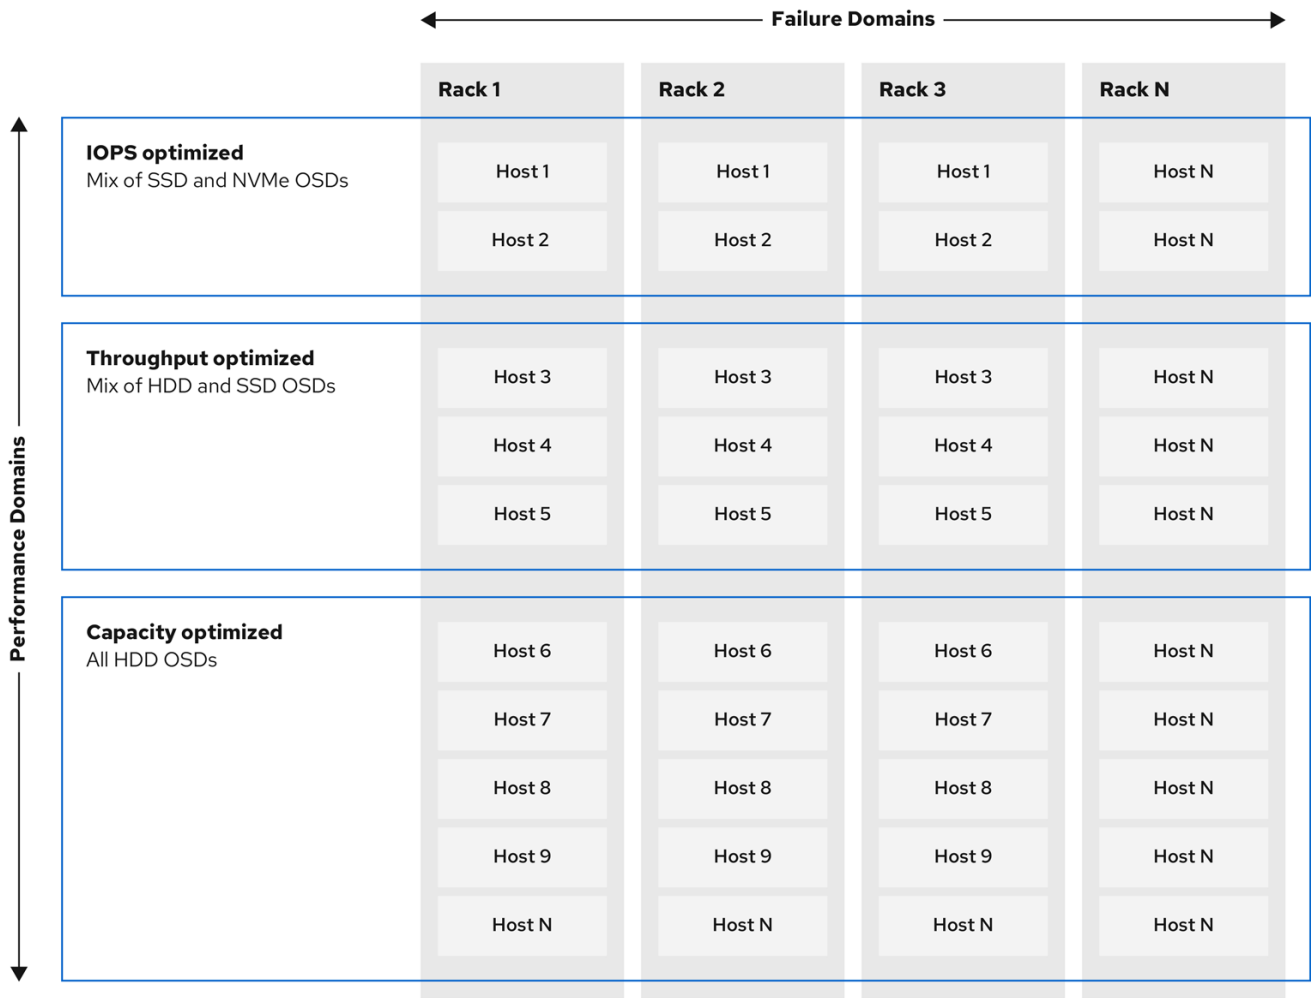 Failure Domains
Rack 1
Rack 2
Rack 3
Rack N
Performance Domains
IOPS optimized
Mix of SSD and NVMe OSDs
Host 1
Host 1
Host 1
Host N
Host 2
Host 2
Host 2
Host N
Throughput optimized
Mix of HDD and SSD OSDs
Host 3
Host 3
Host 3
Host N
Host 4
Host 4
Host 4
Host N
Host 5
Host 5
Host 5
Host N
Capacity optimized
All HDD OSDs
Host 6
Host 6
Host 6
Host N
Host 7
Host 7
Host 7
Host N
Host 8
Host 8
Host 8
Host N
Host 9
Host 9
Host 9
Host N
Host N
Host N
Host N
Host N